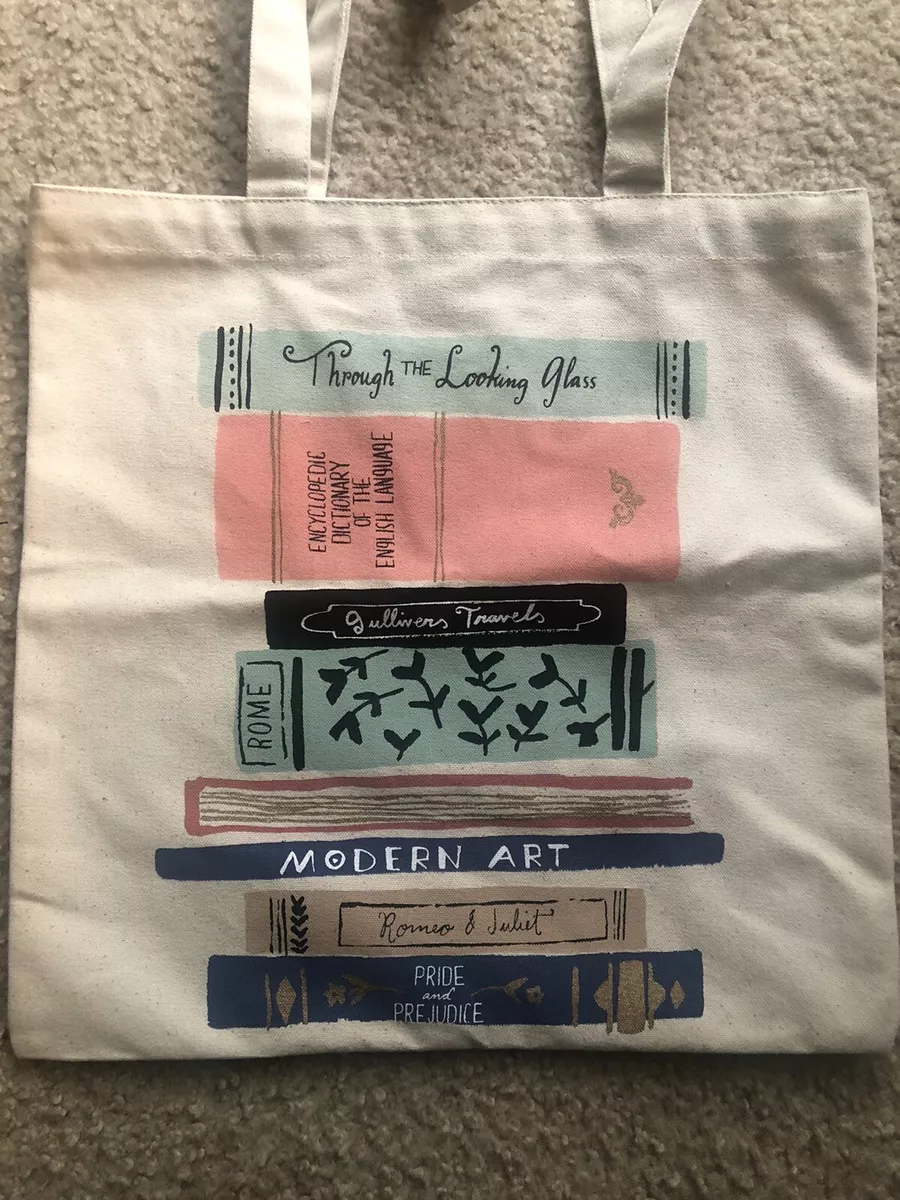 Through THE Looking Glass
ENCYCLOPEDIC
DICTIONARY
OF THE
ENGLISH LANGUAGE
Gullivers Travels
ROME
MODERN ART
Romeo & Juliet
PRIDE
and
PREJUDICE